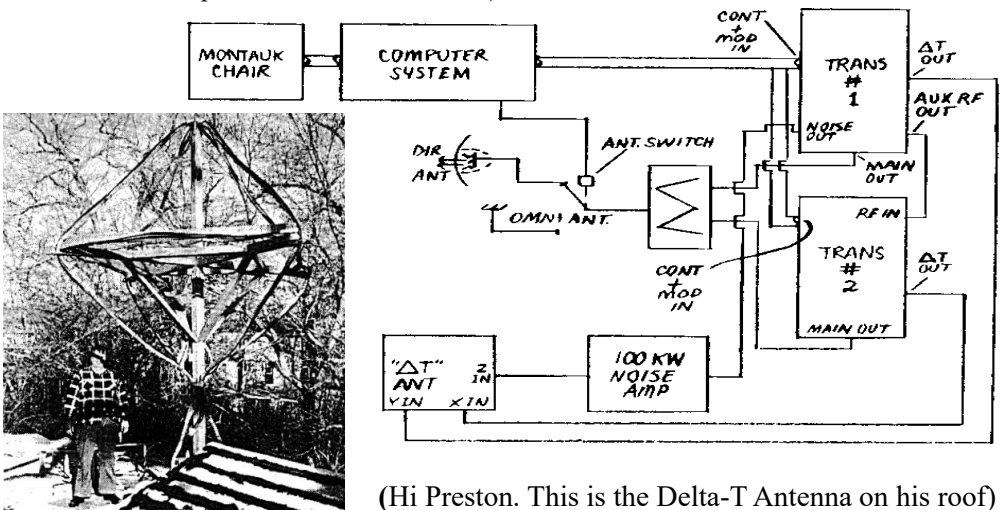 MONTAUK
CHAIR
COMPUTER
SYSTEM
CONT
+
MOD
IN
TRANS
#
1
ΔT
OUT
AUX RF
OUT
NOISE
OUT
MAIN
OUT
DIR
ANT
ANT. SWITCH
OMNI ANT.
RF IN
TRANS
#
2
ΔT
OUT
CONT
+
MOD
IN
MAIN OUT
"ΔT"
ANT
Z
IN
Y IN
X IN
100 KW
NOISE
AMP
(Hi Preston. This is the Delta-T Antenna on his roof)